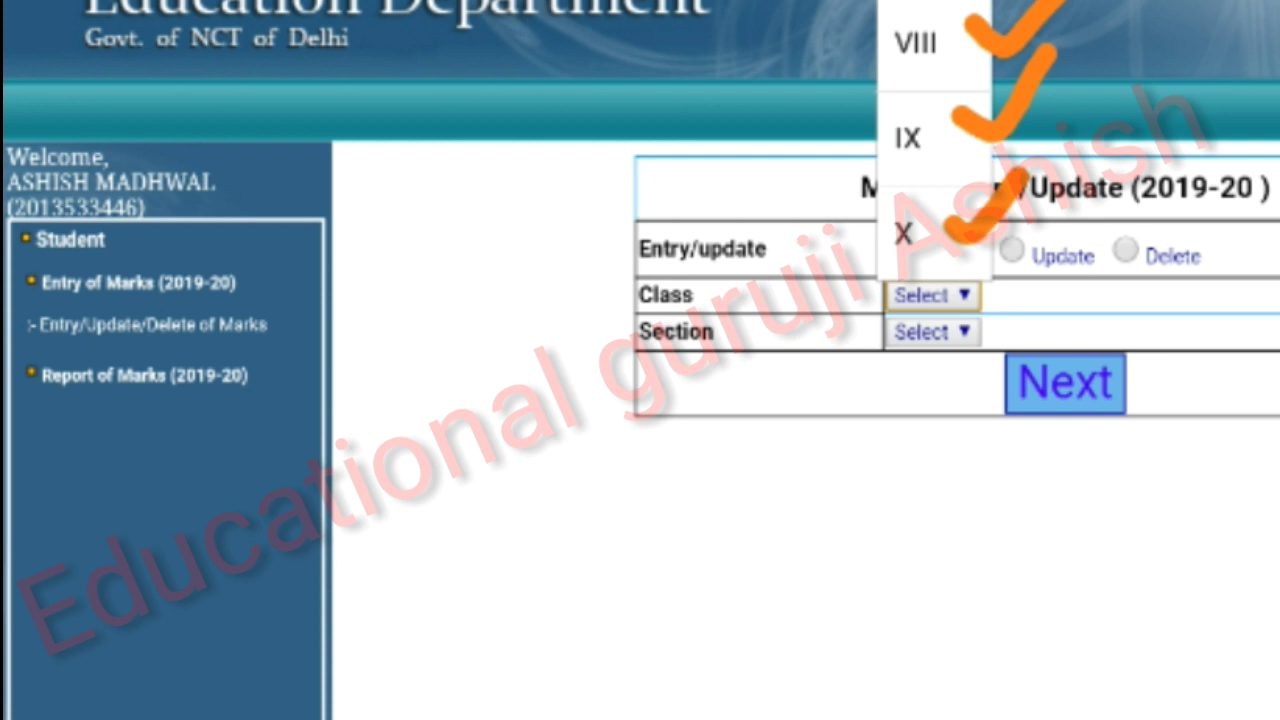 Education Department
Govt. of NCT of Delhi
VIII
IX
X
Welcome,
ASHISH MADHWAL
(2013533446)
Student
Entry of Marks (2019-20)
:- Entry/Update/Delete of Marks
Report of Marks (2019-20)
/Update (2019-20 )
Entry/update
Update
Delete
Class
Select ▼
Section
Select ▼
Next
Educational guruji Ashish